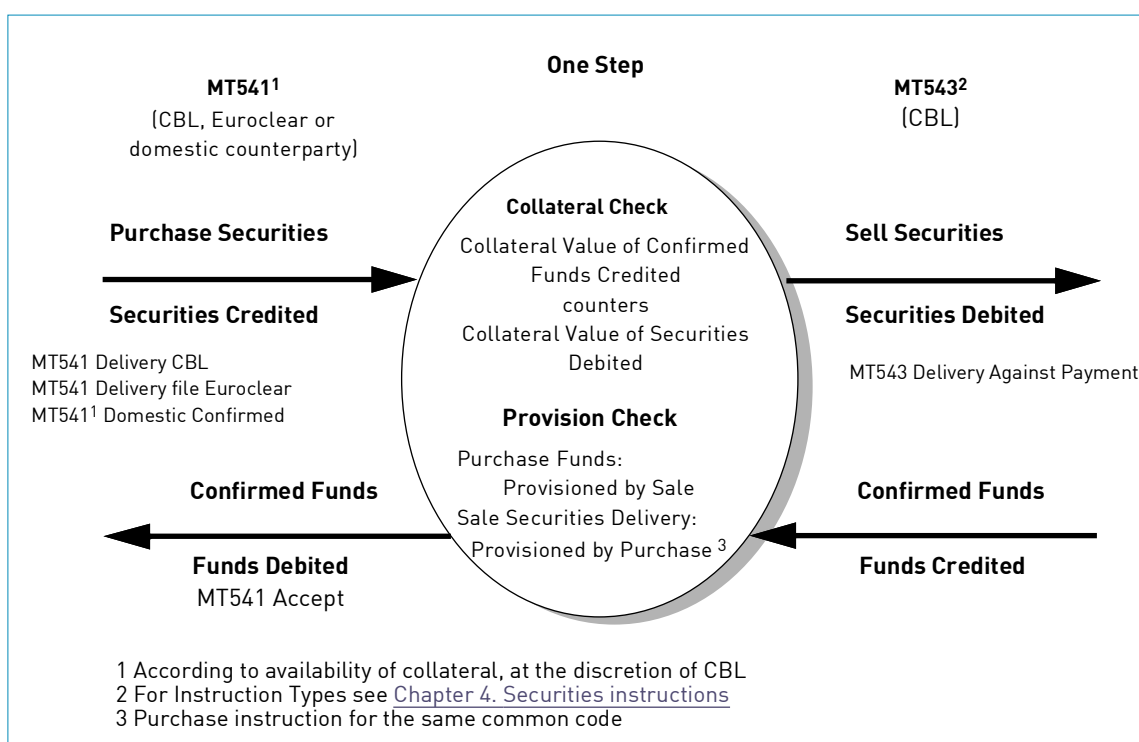 One Step
MT541¹
(CBL, Euroclear or
domestic counterparty)
MT543²
(CBL)
Purchase Securities
Securities Credited
MT541 Delivery CBL
MT541 Delivery file Euroclear
MT541¹ Domestic Confirmed
Confirmed Funds
Funds Debited
MT541 Accept
Collateral Check
Collateral Value of Confirmed
Funds Credited
counters
Collateral Value of Securities
Debited
Provision Check
Purchase Funds:
Provisioned by Sale
Sale Securities Delivery:
Provisioned by Purchase ³
Sell Securities
Securities Debited
MT543 Delivery Against Payment
Confirmed Funds
Funds Credited
1 According to availability of collateral, at the discretion of CBL
2 For Instruction Types see Chapter 4. Securities instructions
3 Purchase instruction for the same common code